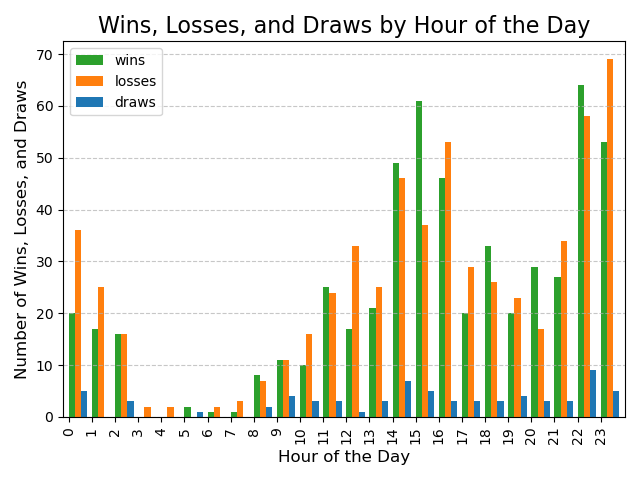 Wins, Losses, and Draws by Hour of the Day
wins
losses
draws
Number of Wins, Losses, and Draws
70
60
50
40
30
20
10
0
0 1 2 3 4 5 6 7 8 9 10 11 12 13 14 15 16 17 18 19 20 21 22 23
Hour of the Day